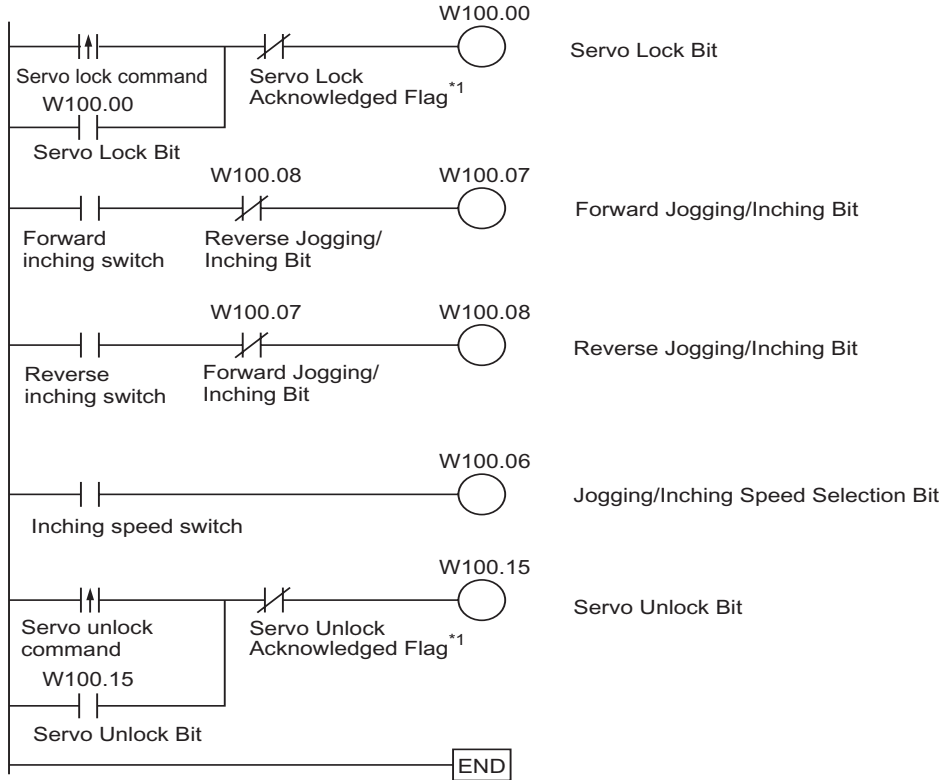 W100.00
Servo Lock Bit
Servo lock command
Servo Lock
Acknowledged Flag*1
W100.00
Servo Lock Bit
W100.08
W100.07
Forward Jogging/Inching Bit
Forward
inching switch
Reverse Jogging/
Inching Bit
W100.07
W100.08
Reverse Jogging/Inching Bit
Reverse
inching switch
Forward Jogging/
Inching Bit
W100.06
Jogging/Inching Speed Selection Bit
Inching speed switch
W100.15
Servo Unlock Bit
Servo unlock
command
Servo Unlock
Acknowledged Flag*1
W100.15
Servo Unlock Bit
END